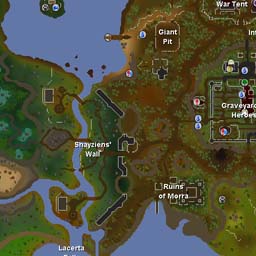 War Tent
Giant
Pit
Graveyard
Heroes
Shayziens'
Wall
Ruins
of Morra
Lacerta